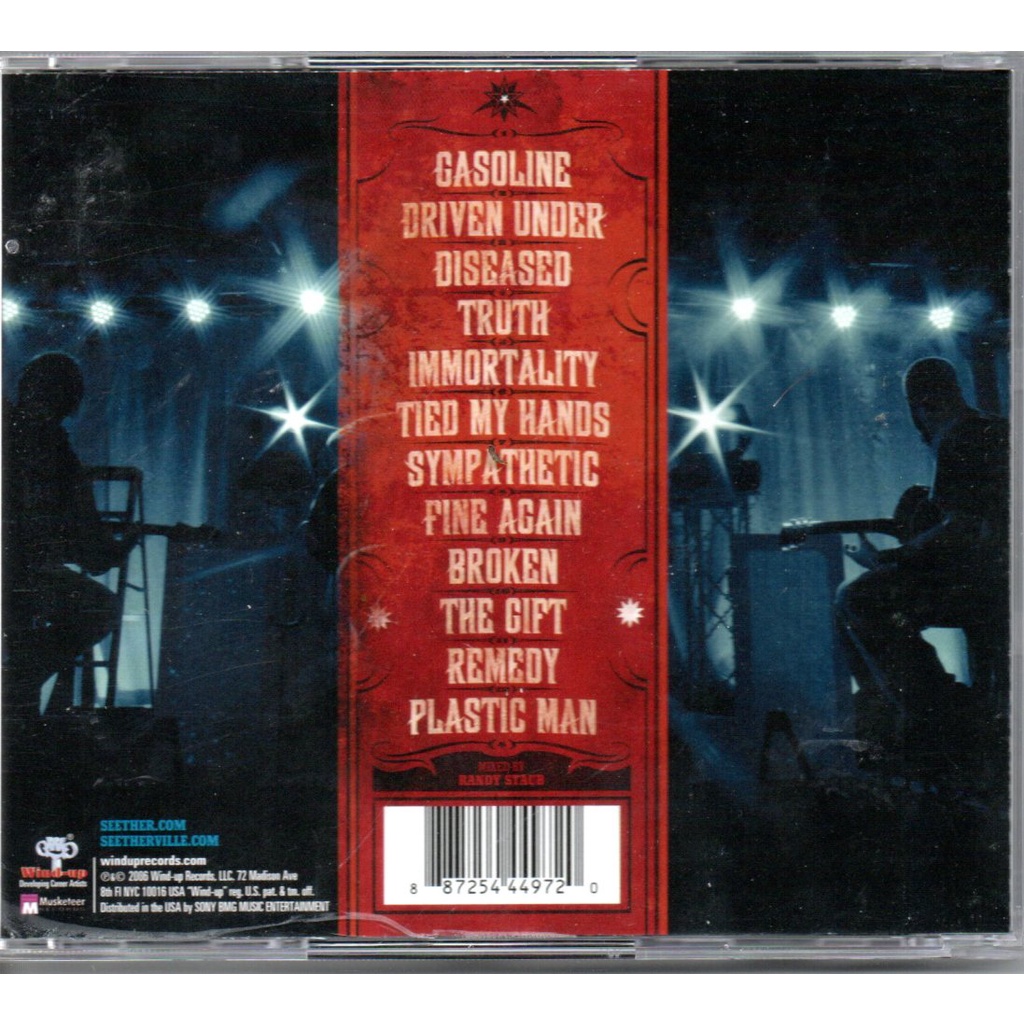 GASOLINE
DRIVEN UNDER
DISEASED
TRUTH
IMMORTALITY
TIED MY HANDS
SYMPATHETIC
FINE AGAIN
BROKEN
THE GIFT
REMEDY
PLASTIC MAN
MIXED BY
RANDY STAUB
8 87254 44972 0
SEETHER.COM
SEETHERVILLE.COM
winduprecords.com
℗&© 2006 Wind-up Records, LLC. 72 Madison Ave
8th Fl NYC 10016 USA "Wind-up" reg. U.S. pat. & tm. off.
Distributed in the USA by SONY BMG MUSIC ENTERTAINMENT
Wind-up
Developing Career Artists
M Musketeer
RECORDS